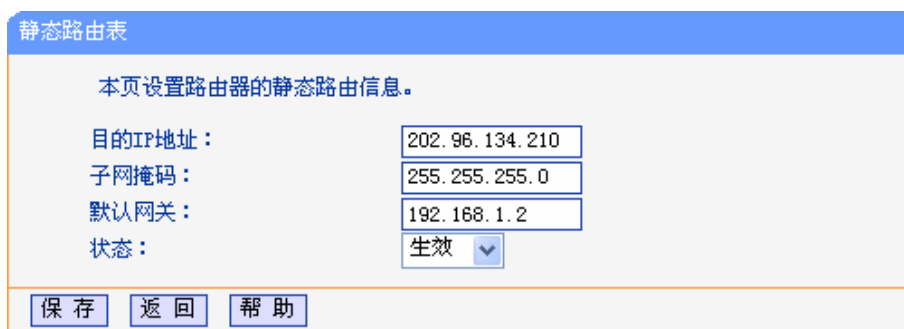 静态路由表
本页设置路由器的静态路由信息。
目的IP地址： 202.96.134.210
子网掩码： 255.255.255.0
默认网关： 192.168.1.2
状态： 生效
保 存 返 回 帮 助